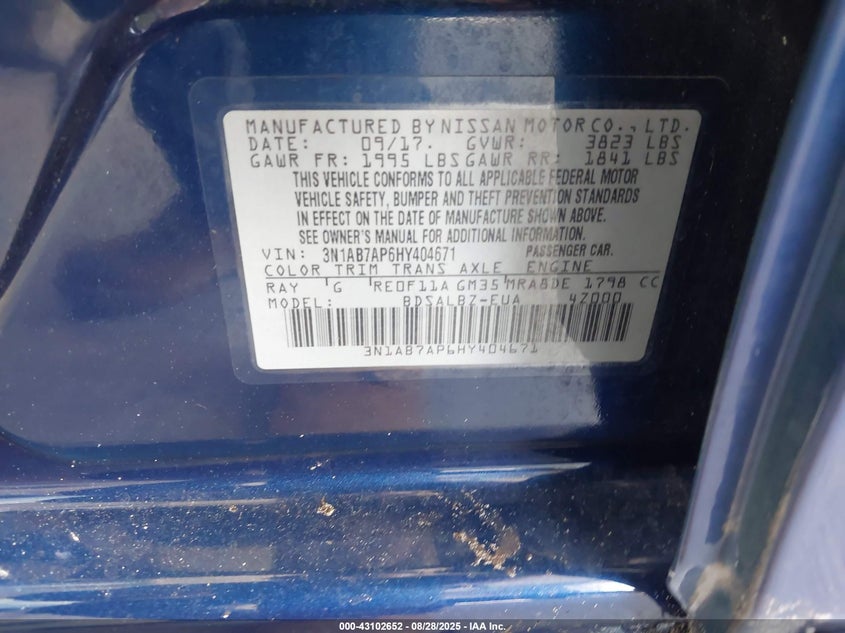 MANUFACTURED BY NISSAN MOTOR CO., LTD.
DATE: 09/17. GVWR: 3823 LBS
GAWR FR: 1995 LBS GAWR RR: 1841 LBS
THIS VEHICLE CONFORMS TO ALL APPLICABLE FEDERAL MOTOR
VEHICLE SAFETY, BUMPER AND THEFT PREVENTION STANDARDS
IN EFFECT ON THE DATE OF MANUFACTURE SHOWN ABOVE.
SEE OWNER'S MANUAL FOR ADDITIONAL INFORMATION.
VIN: 3N1AB7AP6HY404671 PASSENGER CAR.
COLOR TRIM TRANS AXLE ENGINE
RAY G RE0F11A GM35 MRA8DE 1798 CC
MODEL: BDSALBZ-EUA 4Z000
3N1AB7AP6HY404671
000-43102652 - 08/28/2025 - IAA Inc.